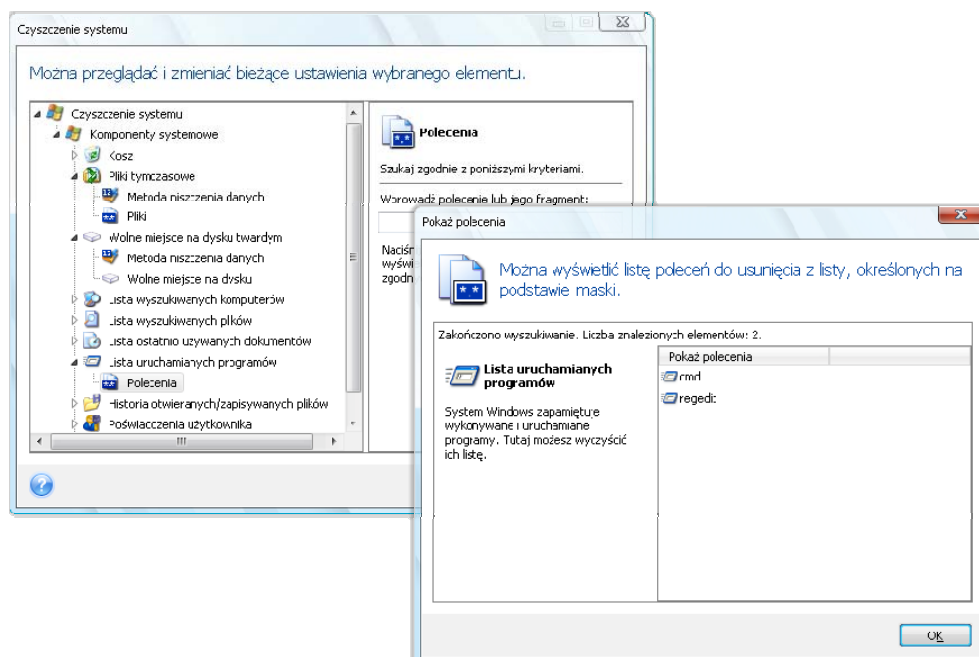 Czyszczenie systemu
Można przeglądać i zmieniać bieżące ustawienia wybranego elementu.
Czyszczenie systemu
Komponenty systemowe
Kosz
Pliki tymczasowe
Metoda niszczenia danych
Pliki
Wolne miejsce na dysku twardym
Metoda niszczenia danych
Wolne miejsce na dysku
Lista wyszukiwanych komputerów
Lista wyszukiwanych plików
Lista ostatnio używanych dokumentów
Lista uruchamianych programów
Polecenia
Historia otwieranych/zapisywanych plików
Poświadczenia użytkownika
Polecenia
Szukaj zgodnie z poniższymi kryteriami.
Wprowadź polecenie lub jego fragment:
Naciśn
wyświ
zgodn
Pokaż polecenia
Można wyświetlić listę poleceń do usunięcia z listy, określonych na
podstawie maski.
Zakończono wyszukiwanie. Liczba znalezionych elementów: 2.
Lista uruchamianych
programów
System Windows zapamiętuje
wykonywane i uruchamiane
programy. Tutaj możesz wyczyścić
ich listę.
Pokaż polecenia
cmd
regedit
OK